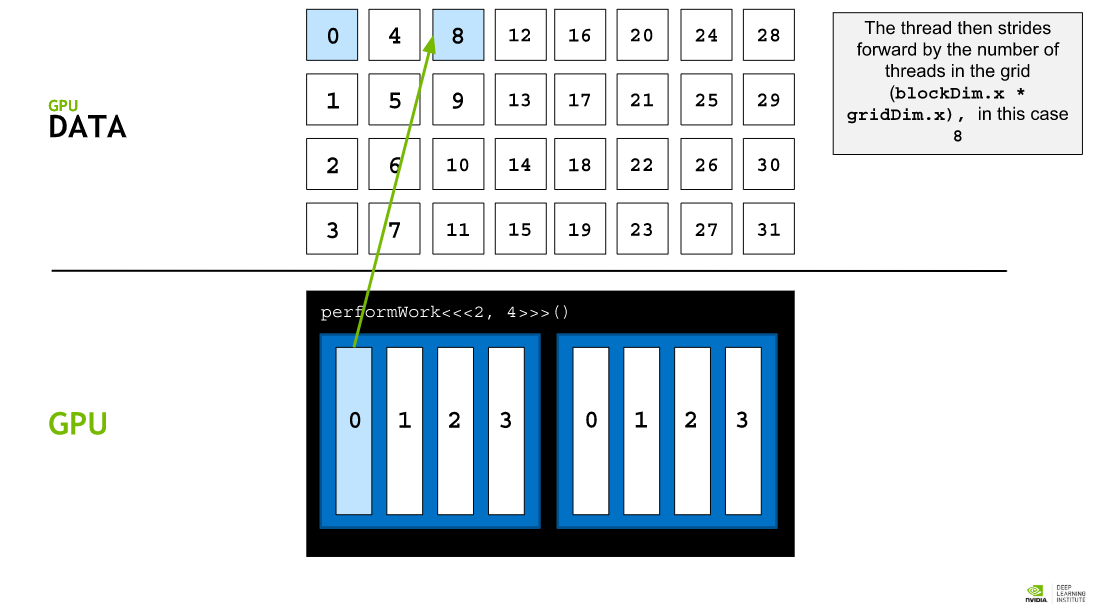 0 4 8 12 16 20 24 28
1 5 9 13 17 21 25 29
2 6 10 14 18 22 26 30
3 7 11 15 19 23 27 31
GPU
DATA
The thread then strides
forward by the number of
threads in the grid
(blockDim.x *
gridDim.x), in this case
8
performWork<<<2, 4>>>()
0 1 2 3 0 1 2 3
GPU
NVIDIA.
DEEP
LEARNING
INSTITUTE